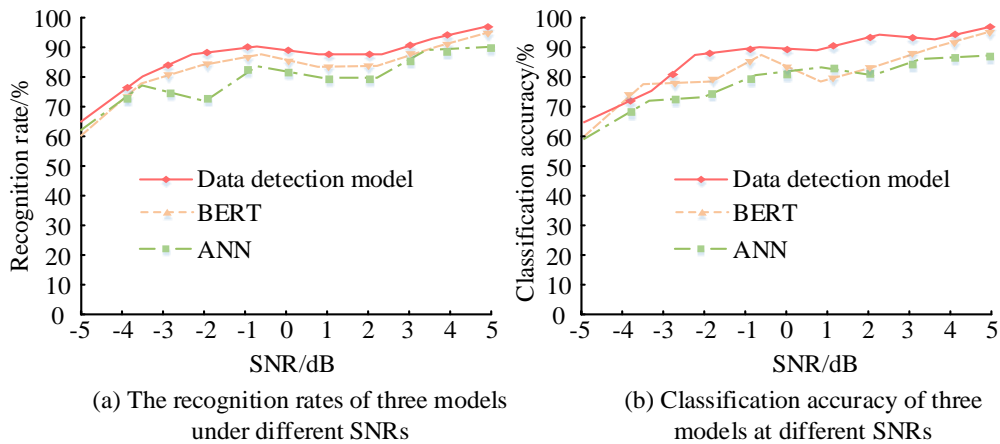 100
90
80
70
60
50
40
30
20
10
0
Recognition rate/%
Data detection model
BERT
ANN
-5 -4 -3 -2 -1 0 1 2 3 4 5
SNR/dB
(a) The recognition rates of three models
under different SNRs
100
90
80
70
60
50
40
30
20
10
0
Classification accuracy/%
Data detection model
BERT
ANN
-5 -4 -3 -2 -1 0 1 2 3 4 5
SNR/dB
(b) Classification accuracy of three
models at different SNRs